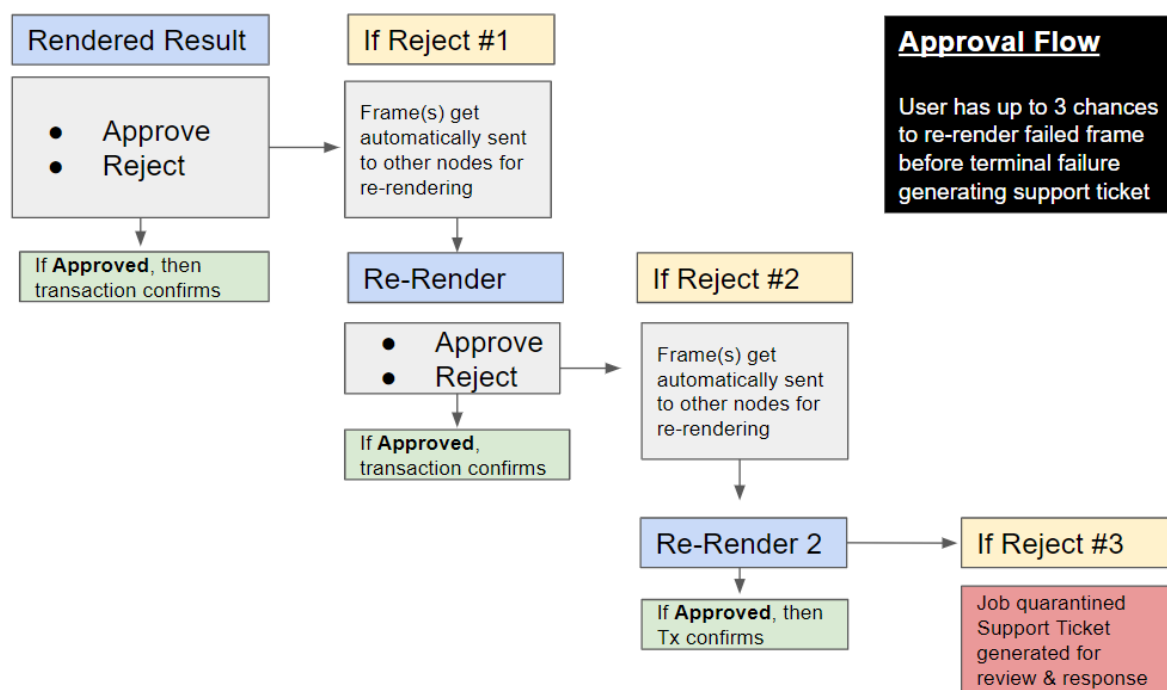 Rendered Result
● Approve
● Reject
If Approved, then
transaction confirms
If Reject #1
Frame(s) get
automatically sent
to other nodes for
re-rendering
Re-Render
● Approve
● Reject
If Approved,
transaction confirms
If Reject #2
Frame(s) get
automatically sent
to other nodes for
re-rendering
Re-Render 2
If Approved, then
Tx confirms
If Reject #3
Job quarantined
Support Ticket
generated for
review & response
Approval Flow
User has up to 3 chances
to re-render failed frame
before terminal failure
generating support ticket